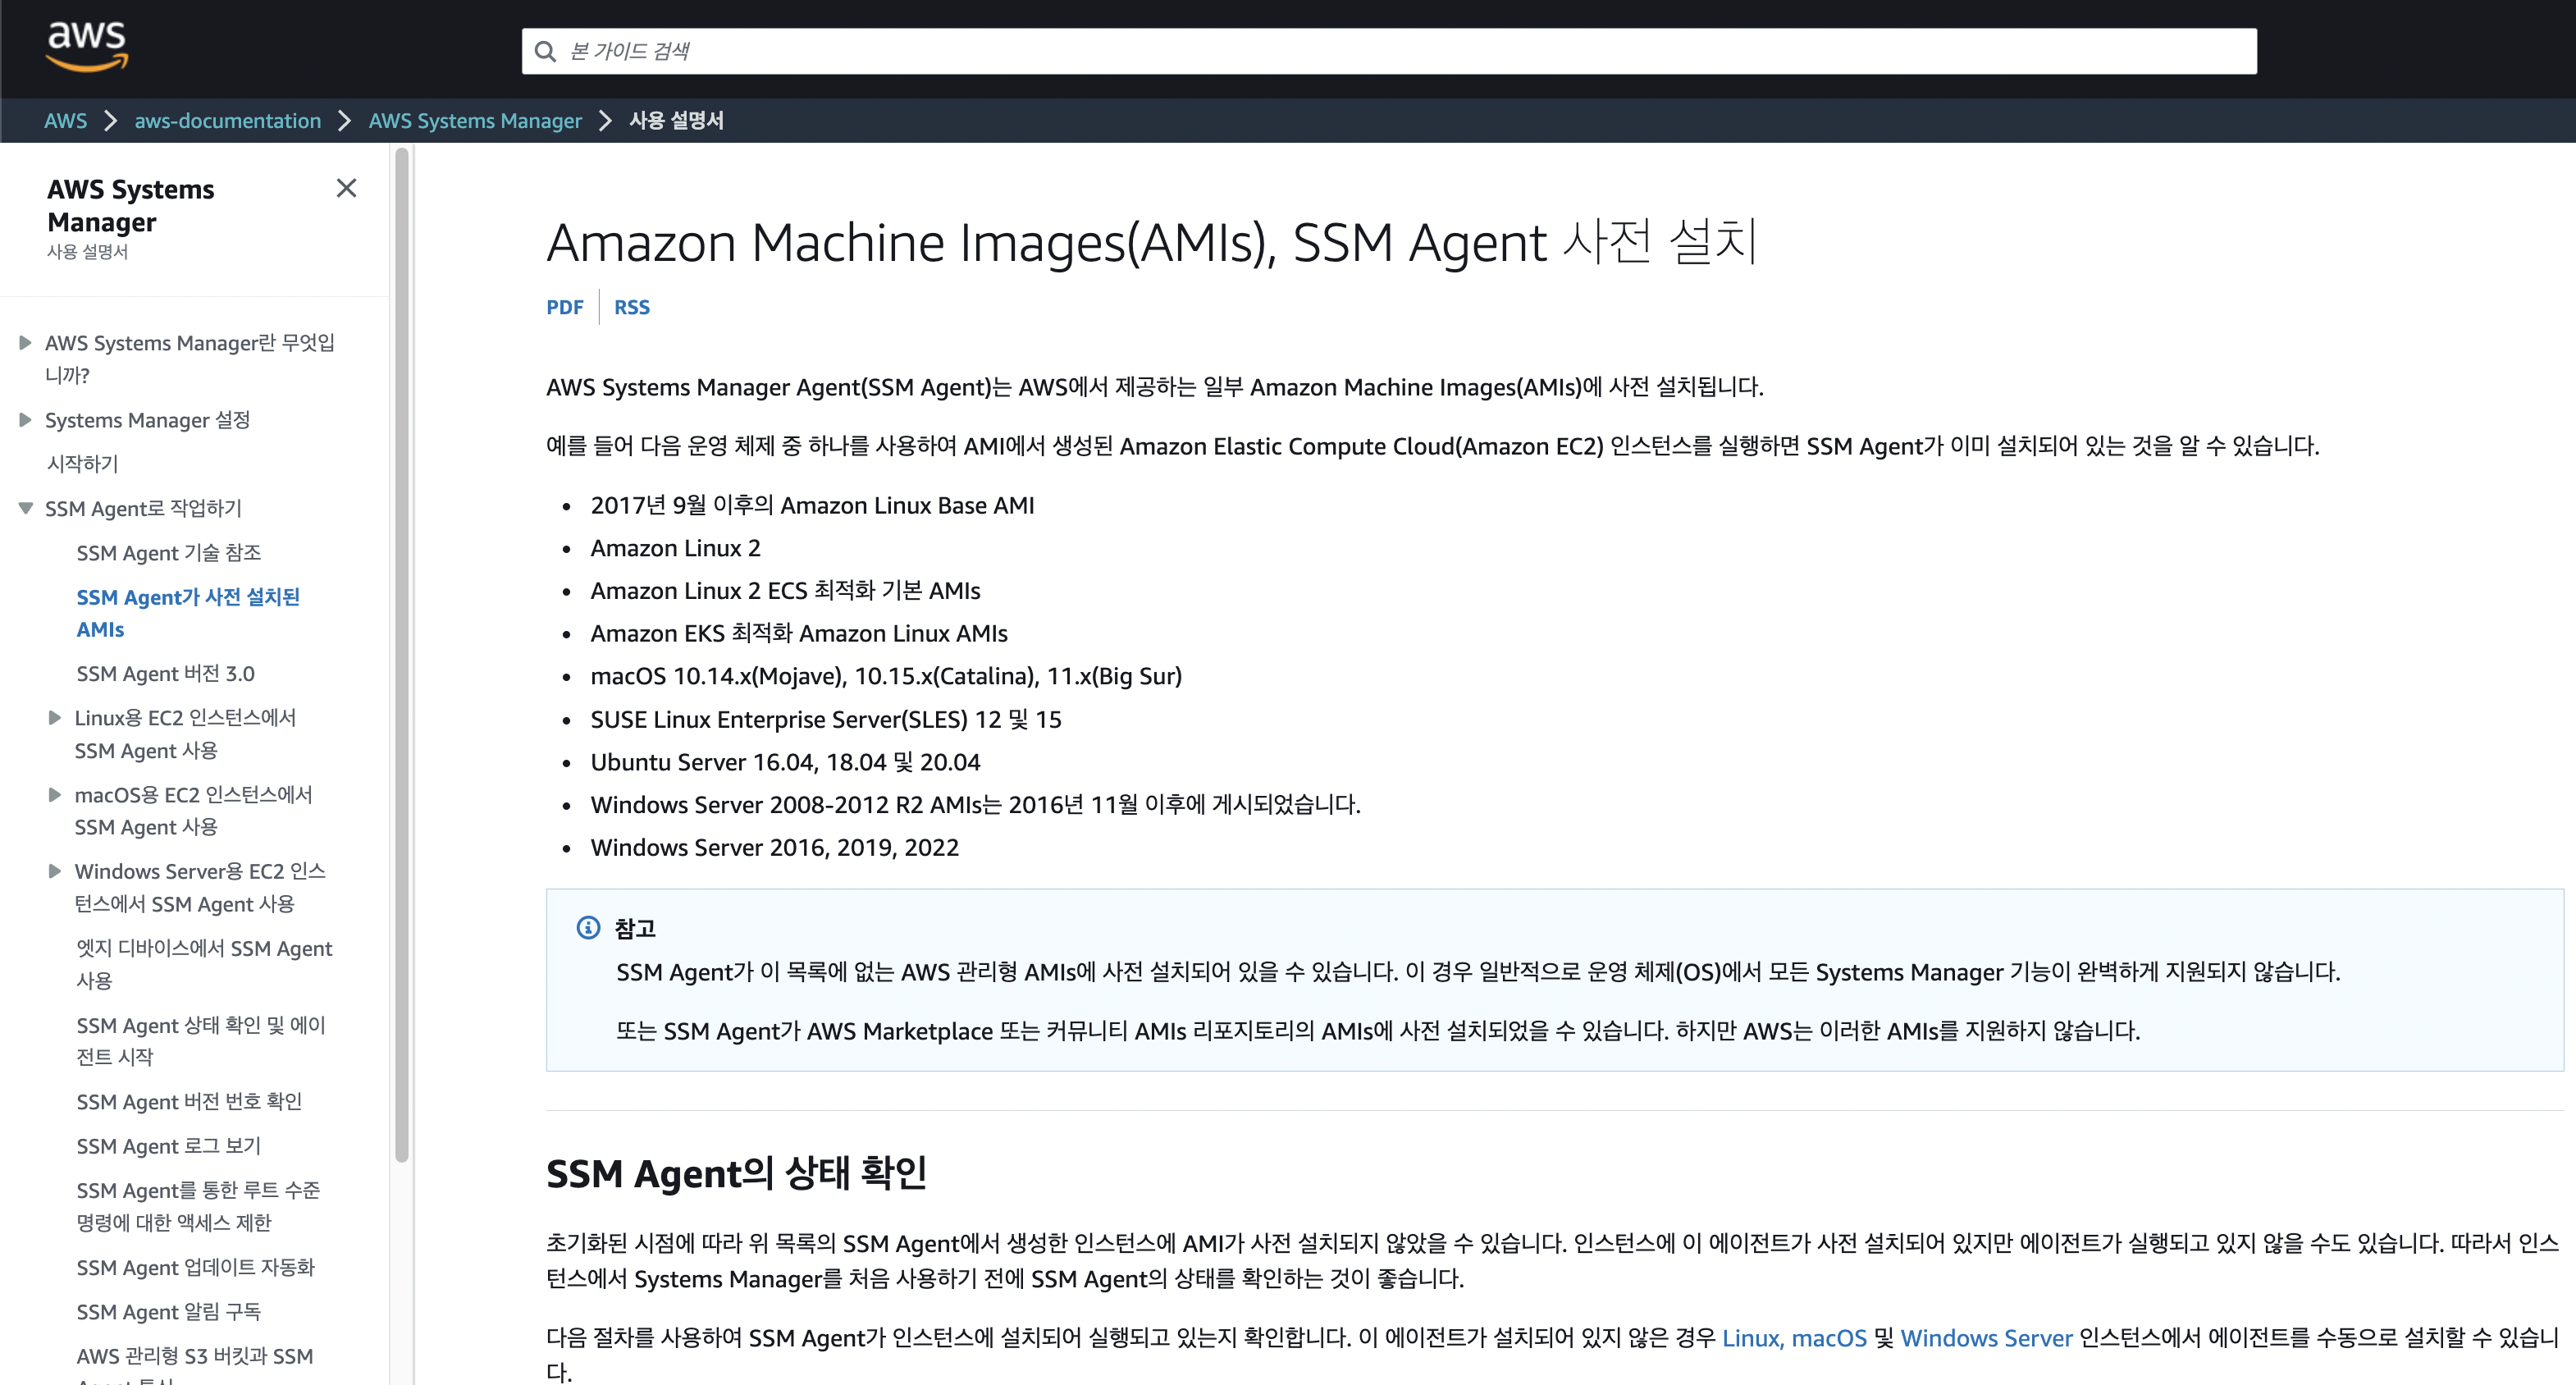 aws
본 가이드 검색
AWS
aws-documentation
AWS Systems Manager
사용 설명서
AWS Systems
Manager
사용 설명서
AWS Systems Manager란 무엇입
니까?
Systems Manager 설정
시작하기
SSM Agent로 작업하기
SSM Agent 기술 참조
SSM Agent가 사전 설치된
AMIs
SSM Agent 버전 3.0
Linux용 EC2 인스턴스에서
SSM Agent 사용
macOS용 EC2 인스턴스에서
SSM Agent 사용
Windows Server용 EC2 인스
턴스에서 SSM Agent 사용
엣지 디바이스에서 SSM Agent
사용
SSM Agent 상태 확인 및 에이
전트 시작
SSM Agent 버전 번호 확인
SSM Agent 로그 보기
SSM Agent를 통한 루트 수준
명령에 대한 액세스 제한
SSM Agent 업데이트 자동화
SSM Agent 알림 구독
AWS 관리형 S3 버킷과 SSM
Amazon Machine Images(AMIs), SSM Agent 사전 설치
PDF
RSS
AWS Systems Manager Agent(SSM Agent)는 AWS에서 제공하는 일부 Amazon Machine Images(AMIs)에 사전 설치됩니다.
예를 들어 다음 운영 체제 중 하나를 사용하여 AMI에서 생성된 Amazon Elastic Compute Cloud(Amazon EC2) 인스턴스를 실행하면 SSM Agent가 이미 설치되어 있는 것을 알 수 있습니다.
• 2017년 9월 이후의 Amazon Linux Base AMI
• Amazon Linux 2
• Amazon Linux 2 ECS 최적화 기본 AMIs
• Amazon EKS 최적화 Amazon Linux AMIs
• macOS 10.14.x(Mojave), 10.15.x(Catalina), 11.x(Big Sur)
• SUSE Linux Enterprise Server(SLES) 12 및 15
• Ubuntu Server 16.04, 18.04 및 20.04
• Windows Server 2008-2012 R2 AMIs는 2016년 11월 이후에 게시되었습니다.
• Windows Server 2016, 2019, 2022
참고
SSM Agent가 이 목록에 없는 AWS 관리형 AMIs에 사전 설치되어 있을 수 있습니다. 이 경우 일반적으로 운영 체제(OS)에서 모든 Systems Manager 기능이 완벽하게 지원되지 않습니다.
또는 SSM Agent가 AWS Marketplace 또는 커뮤니티 AMIs 리포지토리의 AMIs에 사전 설치되었을 수 있습니다. 하지만 AWS는 이러한 AMIs를 지원하지 않습니다.
SSM Agent의 상태 확인
초기화된 시점에 따라 위 목록의 SSM Agent에서 생성한 인스턴스에 AMI가 사전 설치되지 않았을 수 있습니다. 인스턴스에 이 에이전트가 사전 설치되어 있지만 에이전트가 실행되고 있지 않을 수도 있습니다. 따라서 인스
턴스에서 Systems Manager를 처음 사용하기 전에 SSM Agent의 상태를 확인하는 것이 좋습니다.
다음 절차를 사용하여 SSM Agent가 인스턴스에 설치되어 실행되고 있는지 확인합니다. 이 에이전트가 설치되어 있지 않은 경우 Linux, macOS 및 Windows Server 인스턴스에서 에이전트를 수동으로 설치할 수 있습니
다.